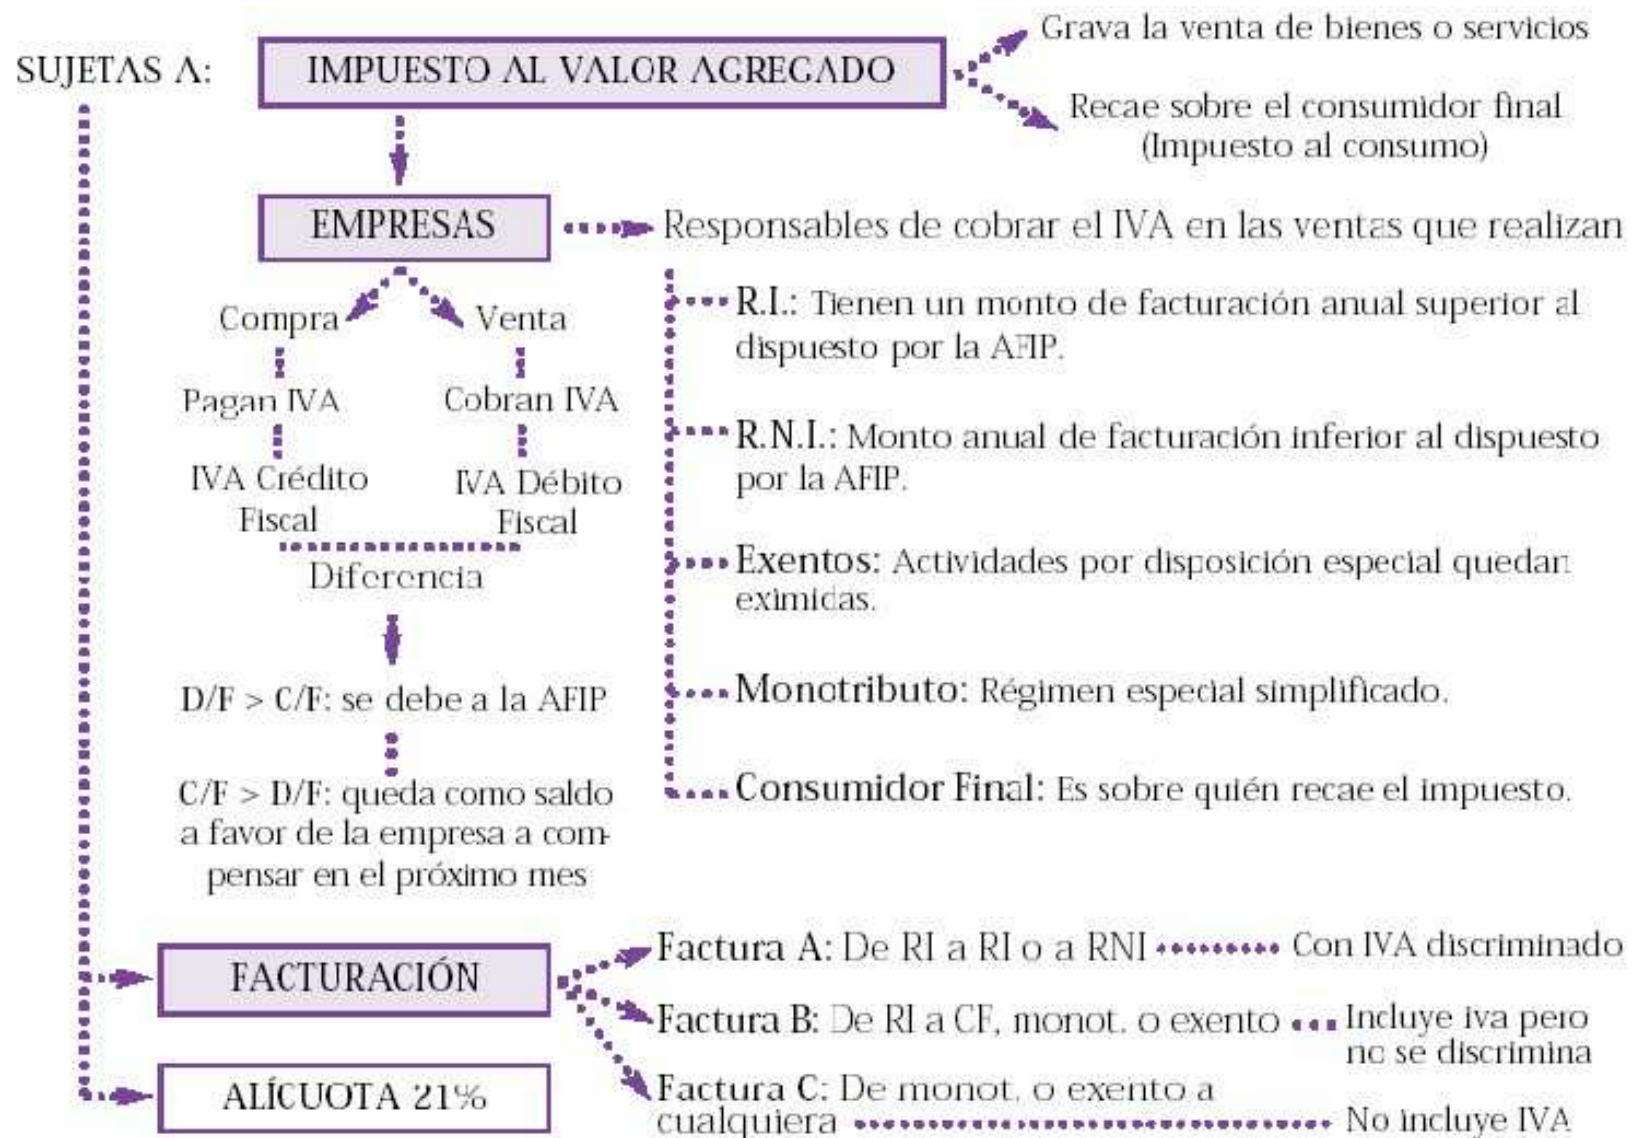 SUJETAS A:
IMPUESTO AL VALOR AGREGADO
Grava la venta de bienes o servicios
Recae sobre el consumidor final
(Impuesto al consumo)
EMPRESAS
Responsables de cobrar el IVA en las ventas que realizan
Compra
Venta
Pagan IVA
Cobran IVA
IVA Crédito
Fiscal
IVA Débito
Fiscal
Diferencia
D/F > C/F: se debe a la AFIP
C/F > D/F: queda como saldo
a favor de la empresa a com-
pensar en el próximo mes
R.I.: Tienen un monto de facturación anual superior al
dispuesto por la AFIP.
R.N.I.: Monto anual de facturación inferior al dispuesto
por la AFIP.
Exentos: Actividades por disposición especial quedan
eximidas.
Monotributo: Régimen especial simplificado.
Consumidor Final: Es sobre quién recae el impuesto.
FACTURACIÓN
Factura A: De RI a RI o a RNI
Con IVA discriminado
Factura B: De RI a CF, monot. o exento
Incluye iva pero
no se discrimina
Factura C: De monot. o exento a
cualquiera
No incluye IVA
ALÍCUOTA 21%